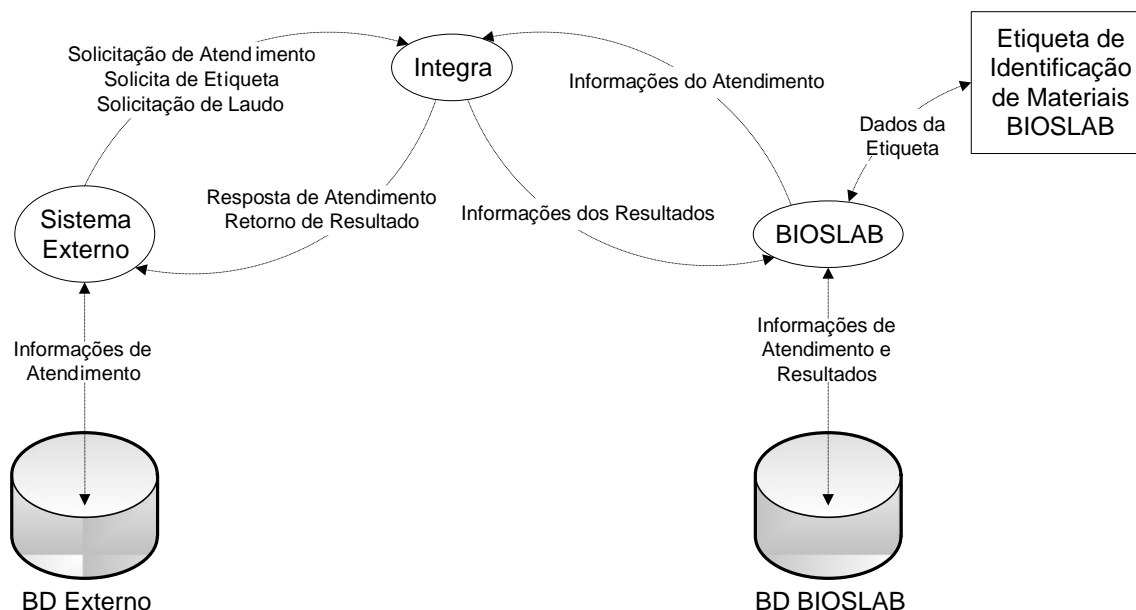 Solicitação de Atendimento
Solicita de Etiqueta
Solicitação de Laudo
Integra
Informações do Atendimento
Etiqueta de
Identificação
de Materiais
BIOSLAB
Dados da
Etiqueta
Resposta de Atendimento
Retorno de Resultado
Informações dos Resultados
Sistema
Externo
BIOSLAB
Informações de
Atendimento
Informações de
Atendimento e
Resultados
BD Externo
BD BIOSLAB